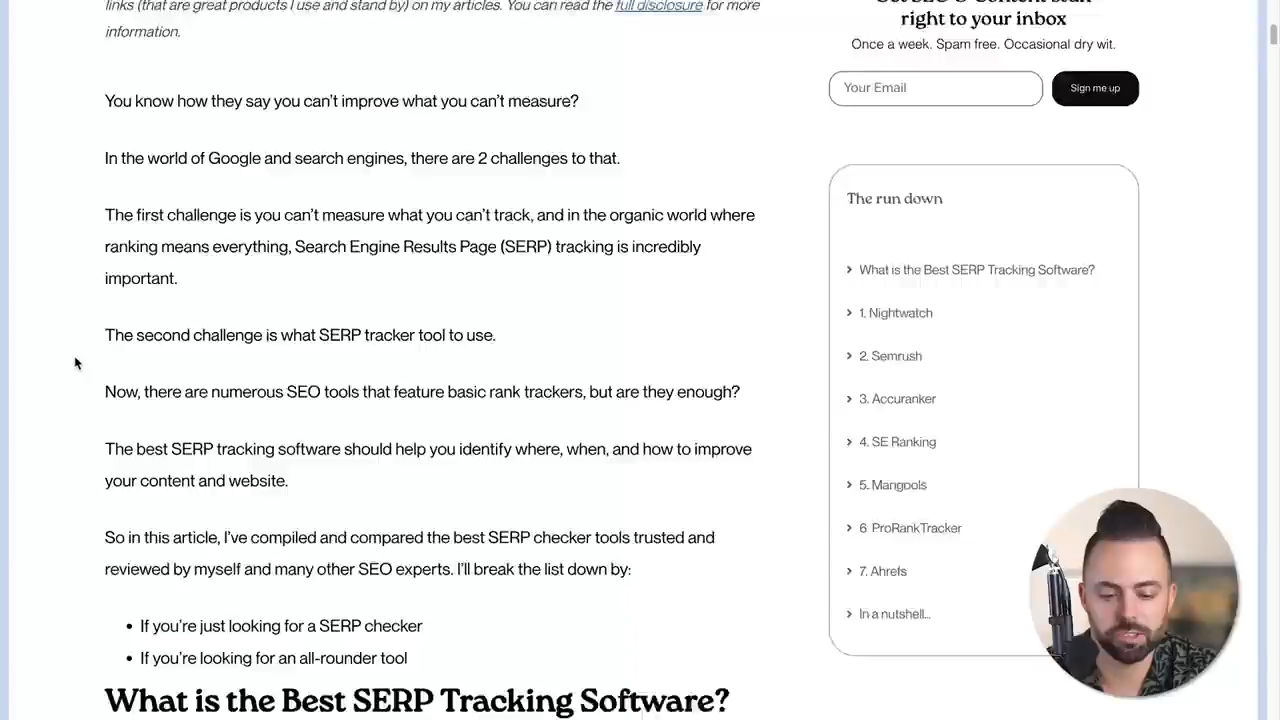 links (that are great products I use and stand by) on my articles. You can read the full disclosure for more
information.
You know how they say you can't improve what you can't measure?
In the world of Google and search engines, there are 2 challenges to that.
The first challenge is you can't measure what you can't track, and in the organic world where
ranking means everything, Search Engine Results Page (SERP) tracking is incredibly
important.
The second challenge is what SERP tracker tool to use.
Now, there are numerous SEO tools that feature basic rank trackers, but are they enough?
The best SERP tracking software should help you identify where, when, and how to improve
your content and website.
So in this article, I've compiled and compared the best SERP checker tools trusted and
reviewed by myself and many other SEO experts. I'll break the list down by:
• If you're just looking for a SERP checker
• If you're looking for an all-rounder tool
What is the Best SERP Tracking Software?
right to your inbox
Once a week. Spam free. Occasional dry wit.
Your Email
Sign me up
The run down
What is the Best SERP Tracking Software?
1. Nightwatch
2. Semrush
3. Accuranker
4. SE Ranking
5. Mangools
6 ProRankTracker
7. Ahrefs
In a nutshell...